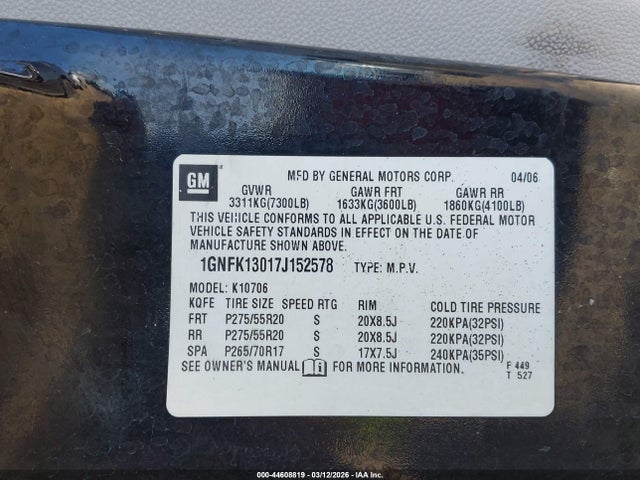 GM
MFD BY GENERAL MOTORS CORP. 04/06
GVWR GAWR FRT GAWR RR
3311KG(7300LB) 1633KG(3600LB) 1860KG(4100LB)
THIS VEHICLE CONFORMS TO ALL APPLICABLE U.S. FEDERAL MOTOR
VEHICLE SAFETY STANDARDS IN EFFECT ON THE DATE OF
MANUFACTURE SHOWN ABOVE.
1GNFK13017J152578 TYPE: M.P.V.
MODEL: K10706
KQFE TIRE SIZE SPEED RTG RIM COLD TIRE PRESSURE
FRT P275/55R20 S 20X8.5J 220KPA(32PSI)
RR P275/55R20 S 20X8.5J 220KPA(32PSI)
SPA P265/70R17 S 17X7.5J 240KPA(35PSI)
SEE OWNER'S MANUAL i FOR MORE INFORMATION.
F 449
T 527
000-44608819 - 03/12/2026 - IAA Inc.